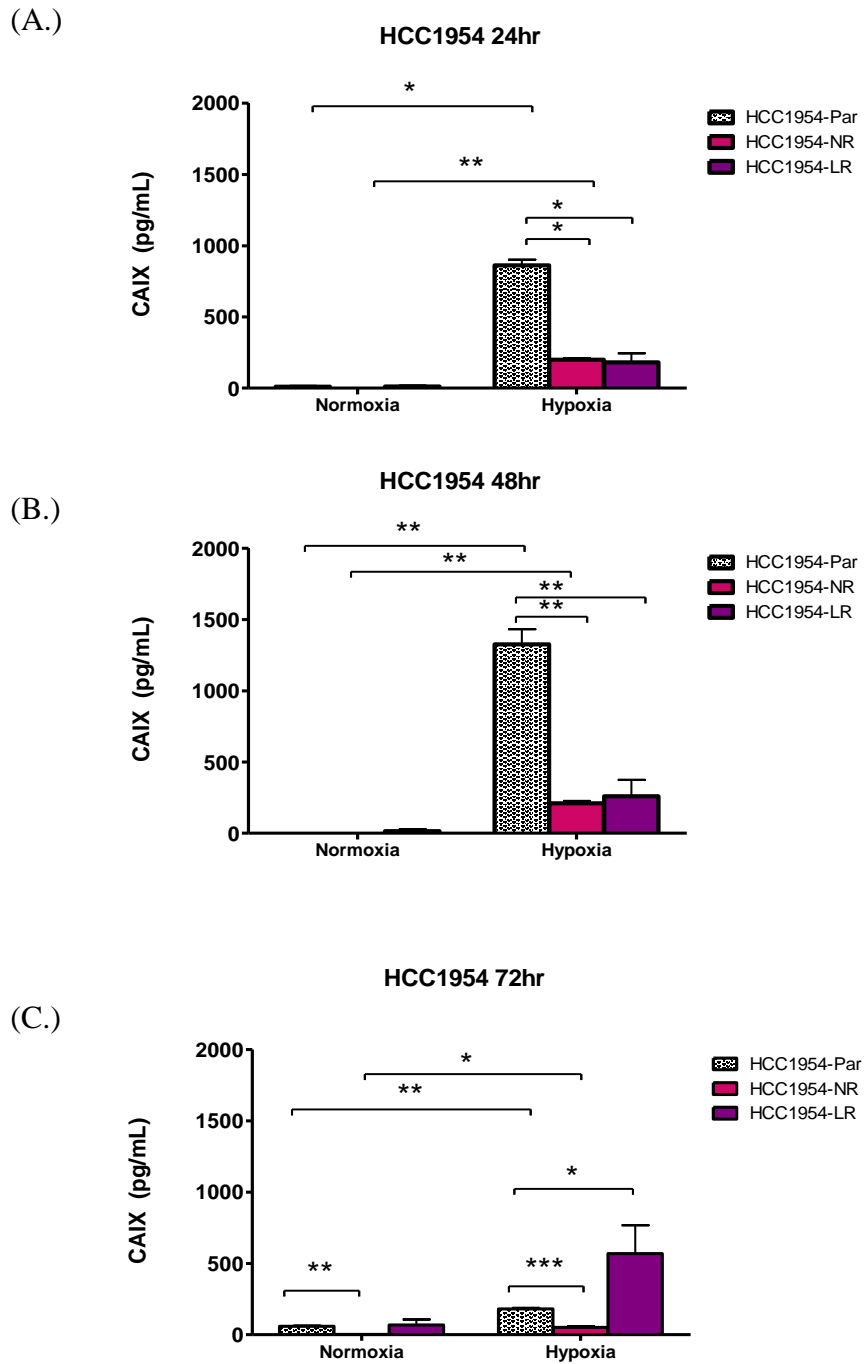 (A.)
HCC1954 24hr
2000
1500
1000
500
0
CAIX (pg/mL)
*
**
*
*
Normoxia
Hypoxia
HCC1954-Par
HCC1954-NR
HCC1954-LR
(B.)
HCC1954 48hr
2000
1500
1000
500
0
CAIX (pg/mL)
**
**
**
**
Normoxia
Hypoxia
HCC1954-Par
HCC1954-NR
HCC1954-LR
(C.)
HCC1954 72hr
2000
1500
1000
500
0
CAIX (pg/mL)
*
**
*
**
***
Normoxia
Hypoxia
HCC1954-Par
HCC1954-NR
HCC1954-LR